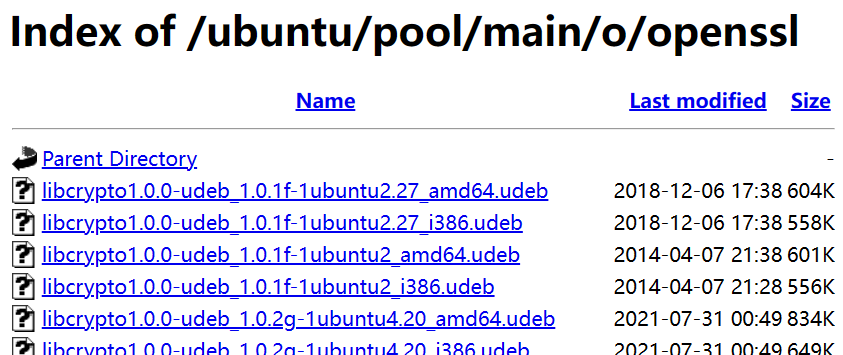 Index of /ubuntu/pool/main/o/openssl
Name Last modified Size
Parent Directory -
libcrypto1.0.0-udeb_1.0.1f-1ubuntu2.27_amd64.udeb 2018-12-06 17:38 604K
libcrypto1.0.0-udeb_1.0.1f-1ubuntu2.27_i386.udeb 2018-12-06 17:38 558K
libcrypto1.0.0-udeb_1.0.1f-1ubuntu2_amd64.udeb 2014-04-07 21:38 601K
libcrypto1.0.0-udeb_1.0.1f-1ubuntu2_i386.udeb 2014-04-07 21:28 556K
libcrypto1.0.0-udeb_1.0.2g-1ubuntu4.20_amd64.udeb 2021-07-31 00:49 834K
libcrypto1.0.0-udeb_1.0.2g-1ubuntu4.20_i386.udeb 2021-07-31 00:49 649K